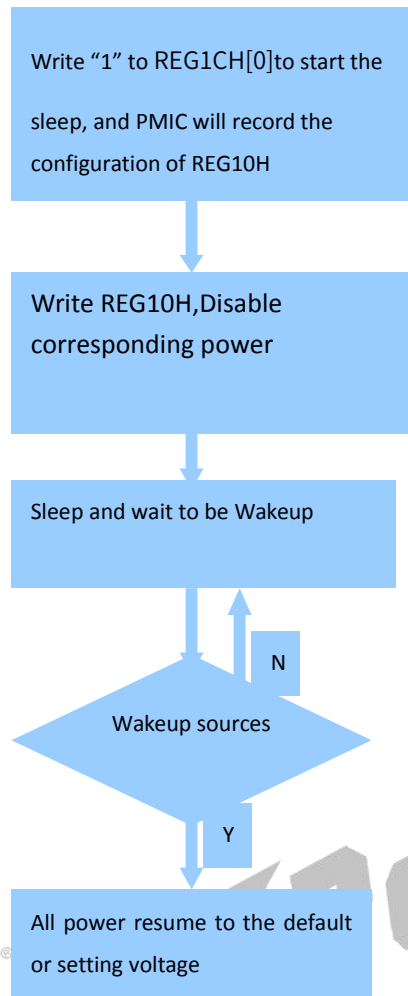 Write “1” to REG1CH[0]to start the
sleep, and PMIC will record the
configuration of REG10H
Write REG10H,Disable
corresponding power
Sleep and wait to be Wakeup
N
Wakeup sources
Y
All power resume to the default
or setting voltage
®